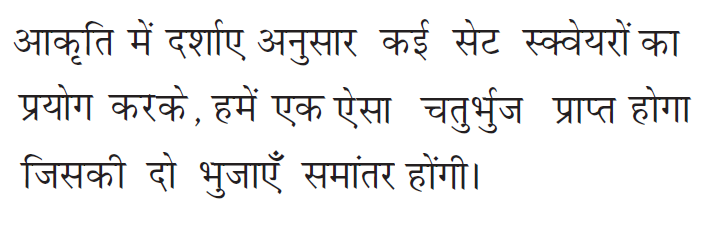 आकृति में दर्शाए अनुसार कई सेट स्क्वेयरों का
प्रयोग करके, हमें एक ऐसा चतुर्भुज प्राप्त होगा
जिसकी दो भुजाएँ समांतर होंगी।